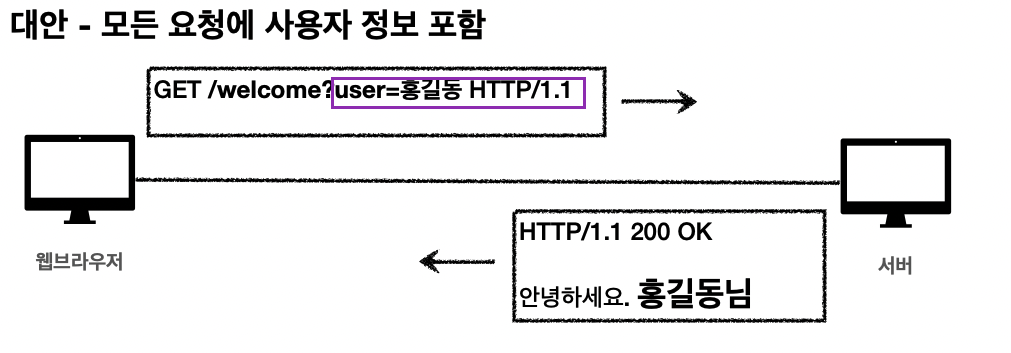 대안 - 모든 요청에 사용자 정보 포함
GET /welcome?user=홍길동 HTTP/1.1
HTTP/1.1 200 OK
웹브라우저
서버
안녕하세요. 홍길동님